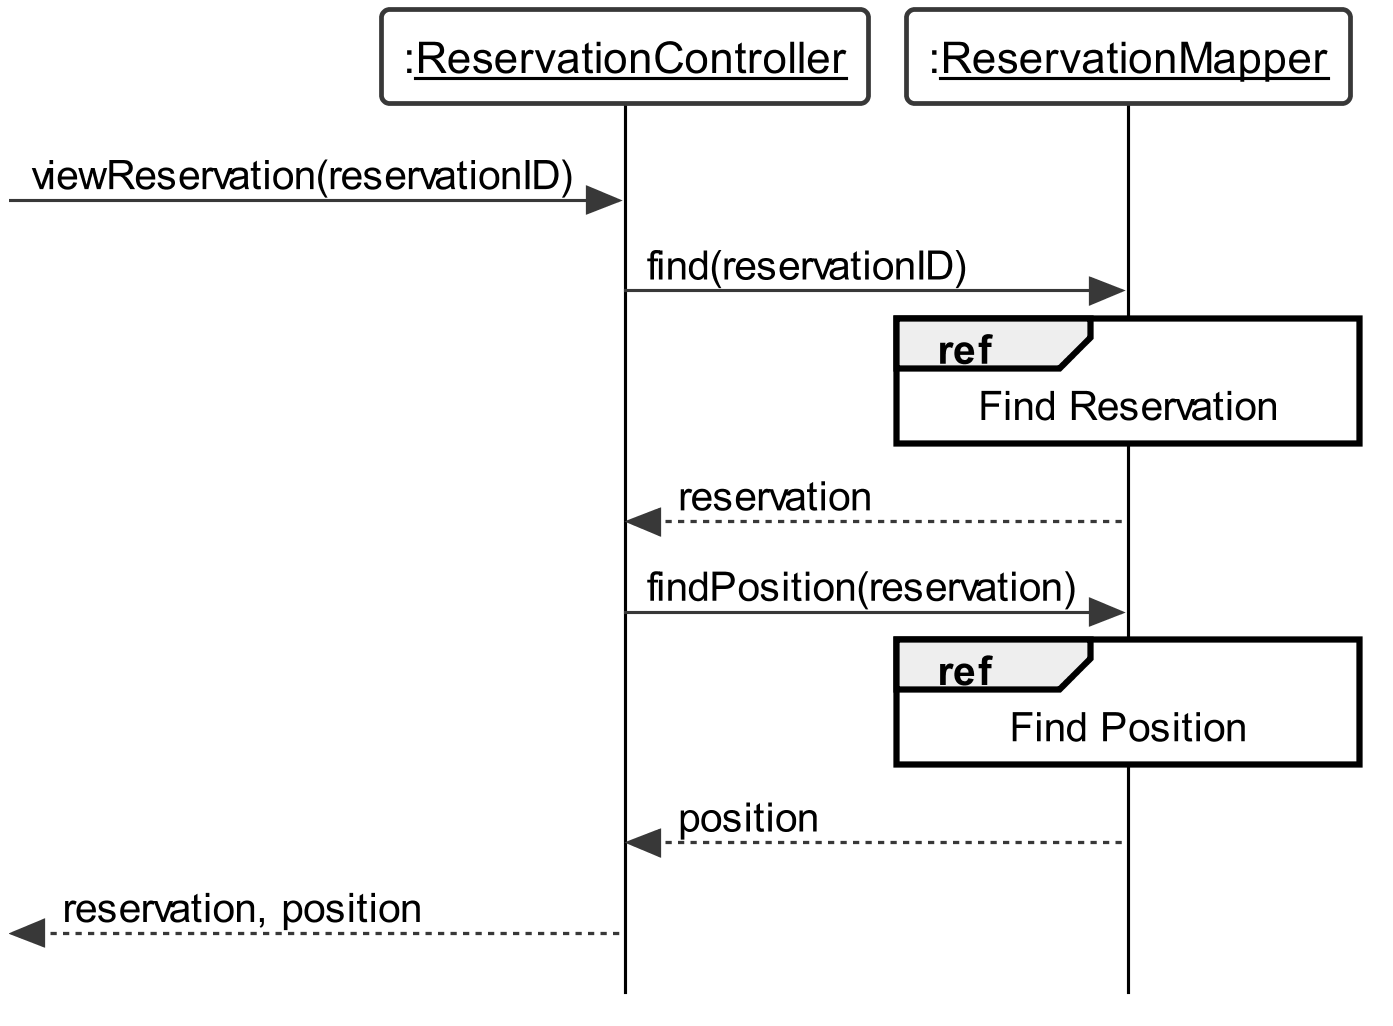 :ReservationController
:ReservationMapper
viewReservation(reservationID)
find(reservationID)
ref
Find Reservation
reservation
findPosition(reservation)
ref
Find Position
position
reservation, position